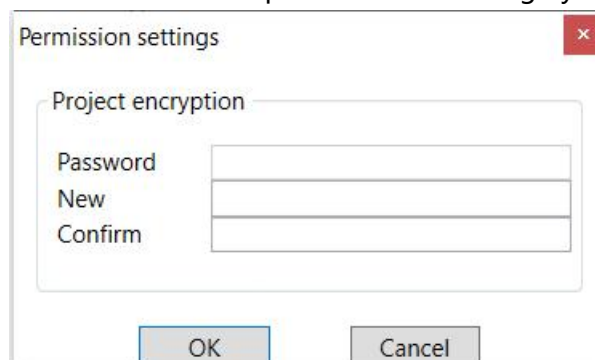 Permission settings
×
Project encryption
Password
New
Confirm
OK
Cancel